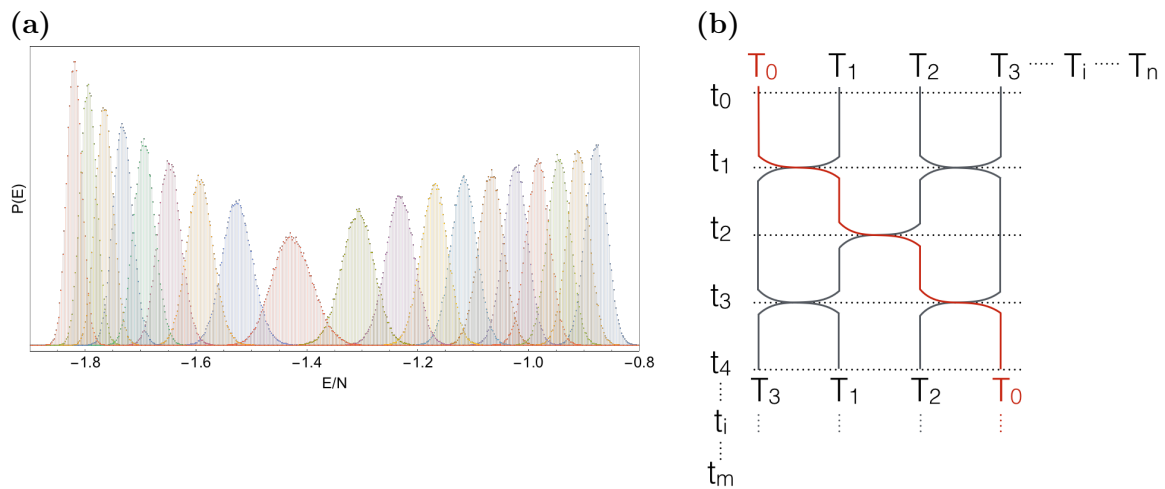 (a)
P(E)
−1.8 −1.6 −1.4 −1.2 −1.0 −0.8
E/N
(b)
T₀ T₁ T₂ T₃ ····· Tᵢ ····· Tₙ
t₀
t₁
t₂
t₃
t₄
T₃ T₁ T₂ T₀
tᵢ
tₘ